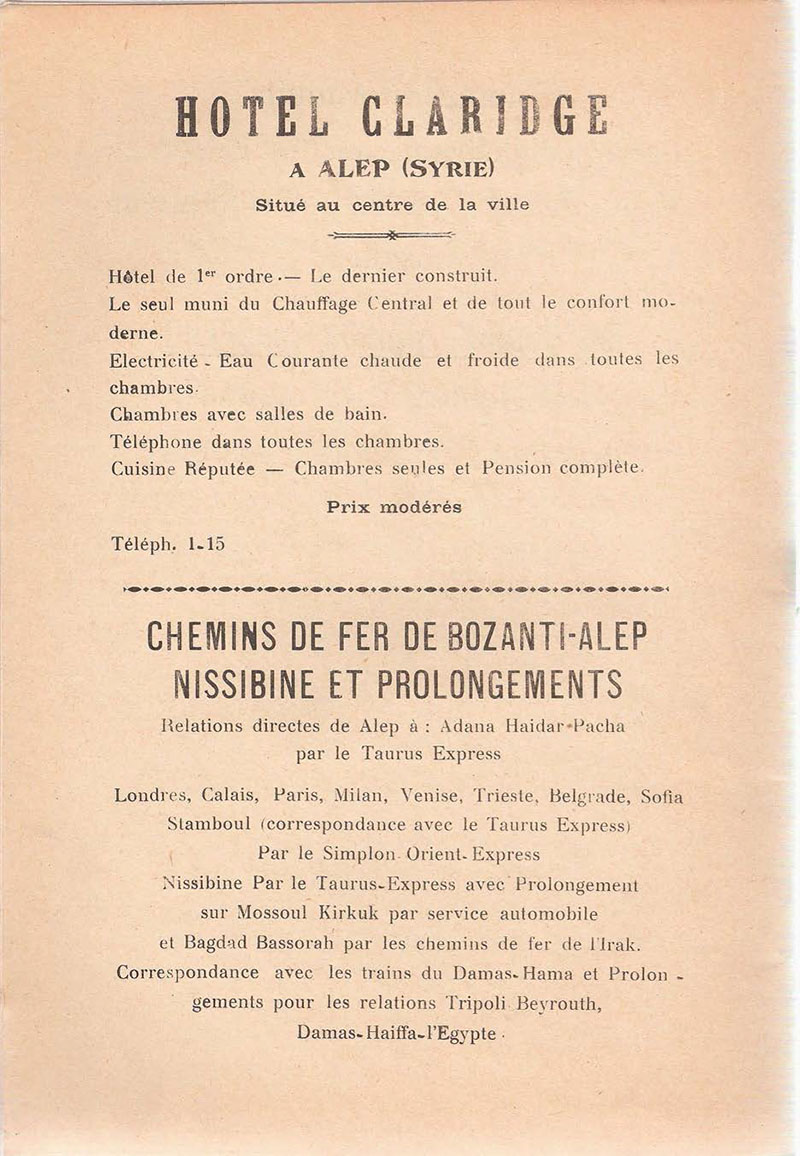 HOTEL CLARIDGE
A ALEP (SYRIE)
Situé au centre de la ville
Hôtel de 1er ordre.— Le dernier construit.
Le seul muni du Chauffage Central et de tout le confort mo-
derne.
Electricité - Eau Courante chaude et froide dans toutes les
chambres.
Chambres avec salles de bain.
Téléphone dans toutes les chambres.
Cuisine Réputée — Chambres seules et Pension complète.
Prix modérés
Téléph. 1-15
CHEMINS DE FER DE BOZANTI-ALEP
NISSIBINE ET PROLONGEMENTS
Relations directes de Alep à : Adana Haidar-Pacha
par le Taurus Express
Londres, Calais, Paris, Milan, Venise, Trieste, Belgrade, Sofia
Stamboul (correspondance avec le Taurus Express)
Par le Simplon-Orient-Express
Nissibine Par le Taurus-Express avec Prolongement
sur Mossoul Kirkuk par service automobile
et Bagdad Bassorah par les chemins de fer de l'Irak.
Correspondance avec les trains du Damas-Hama et Prolon-
gements pour les relations Tripoli Beyrouth,
Damas-Haiffa-l'Egypte.